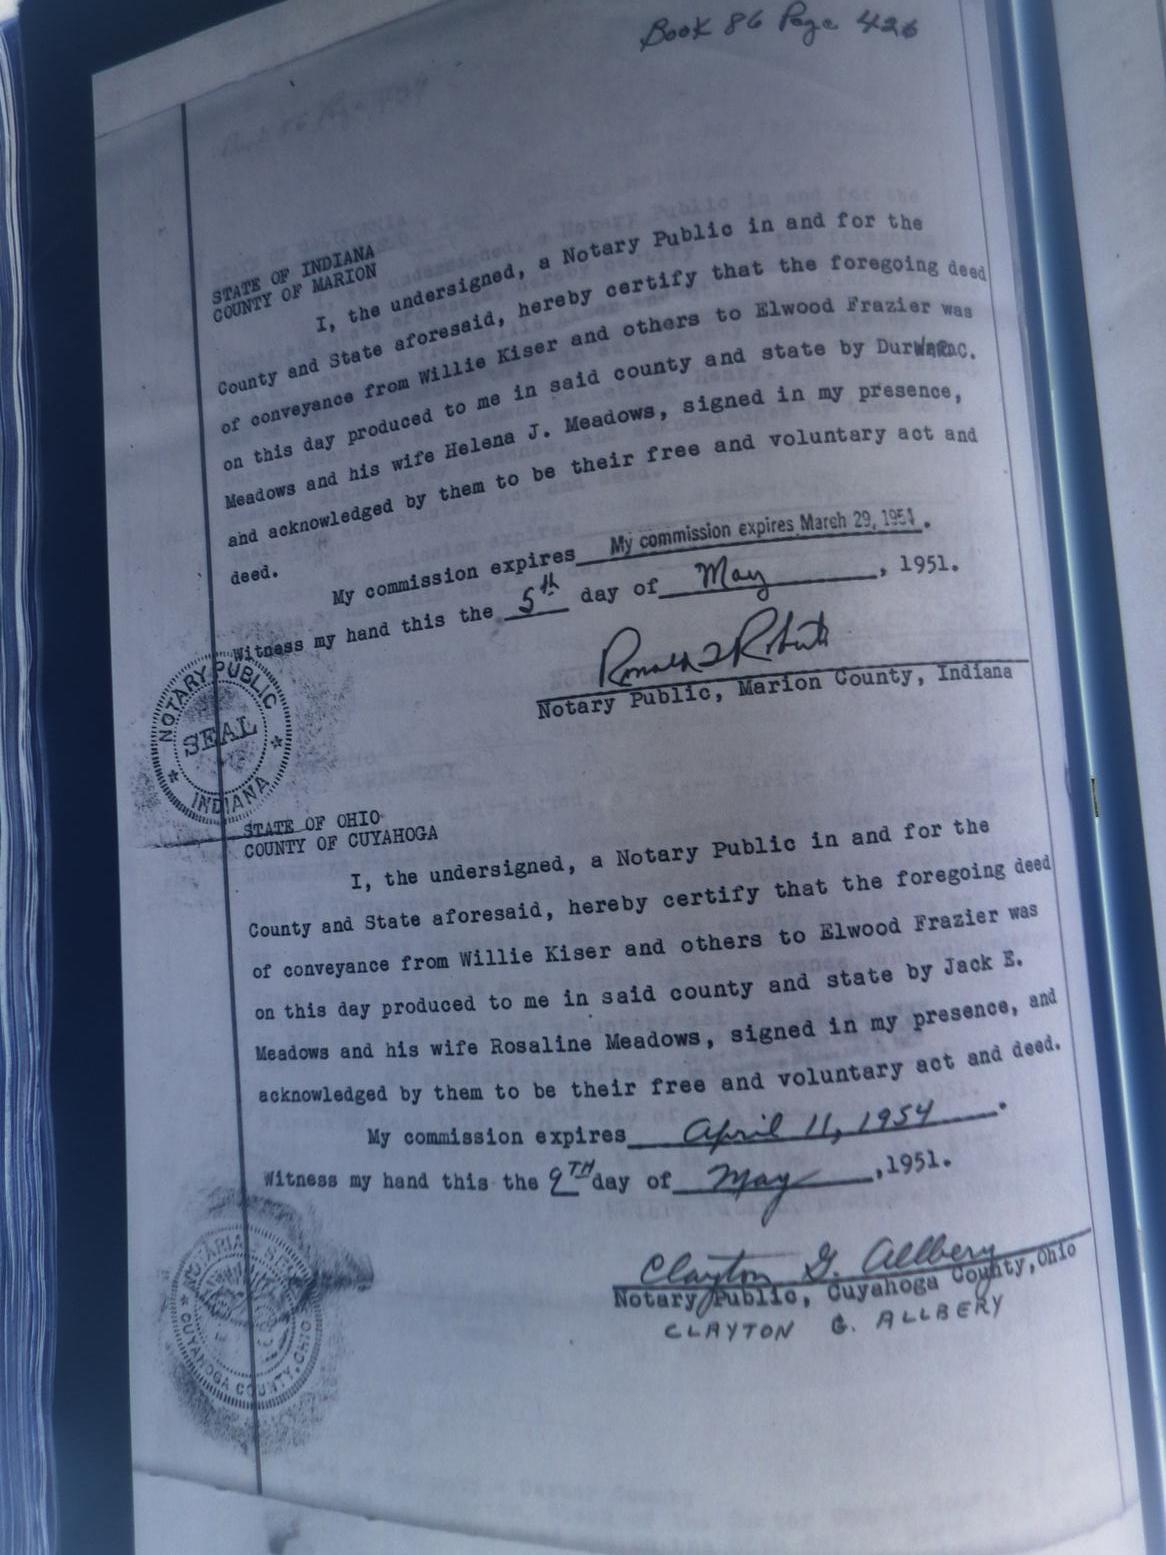 Book 86 Page 426
STATE OF INDIANA
COUNTY OF MARION
I, the undersigned, a Notary Public in and for the
County and State aforesaid, hereby certify that the foregoing deed
of conveyance from Willie Kiser and others to Elwood Frazier was
on this day produced to me in said county and state by Durward C.
Meadows and his wife Helena J. Meadows, signed in my presence,
and acknowledged by them to be their free and voluntary act and
deed.
My commission expires My commission expires March 29, 1954.
Witness my hand this the 5th day of May, 1951.
Notary Public, Marion County, Indiana
NOTARY PUBLIC
SEAL
INDIANA
STATE OF OHIO
COUNTY OF CUYAHOGA
I, the undersigned, a Notary Public in and for the
County and State aforesaid, hereby certify that the foregoing deed
of conveyance from Willie Kiser and others to Elwood Frazier was
on this day produced to me in said county and state by Jack E.
Meadows and his wife Rosaline Meadows, signed in my presence, and
acknowledged by them to be their free and voluntary act and deed.
My commission expires April 11, 1954.
Witness my hand this the 9TH day of May, 1951.
Clayton G. Allbery
Notary Public, Cuyahoga County, Ohio
CLAYTON G. ALLBERY
NOTARIAL SEAL
CUYAHOGA COUNTY, OHIO